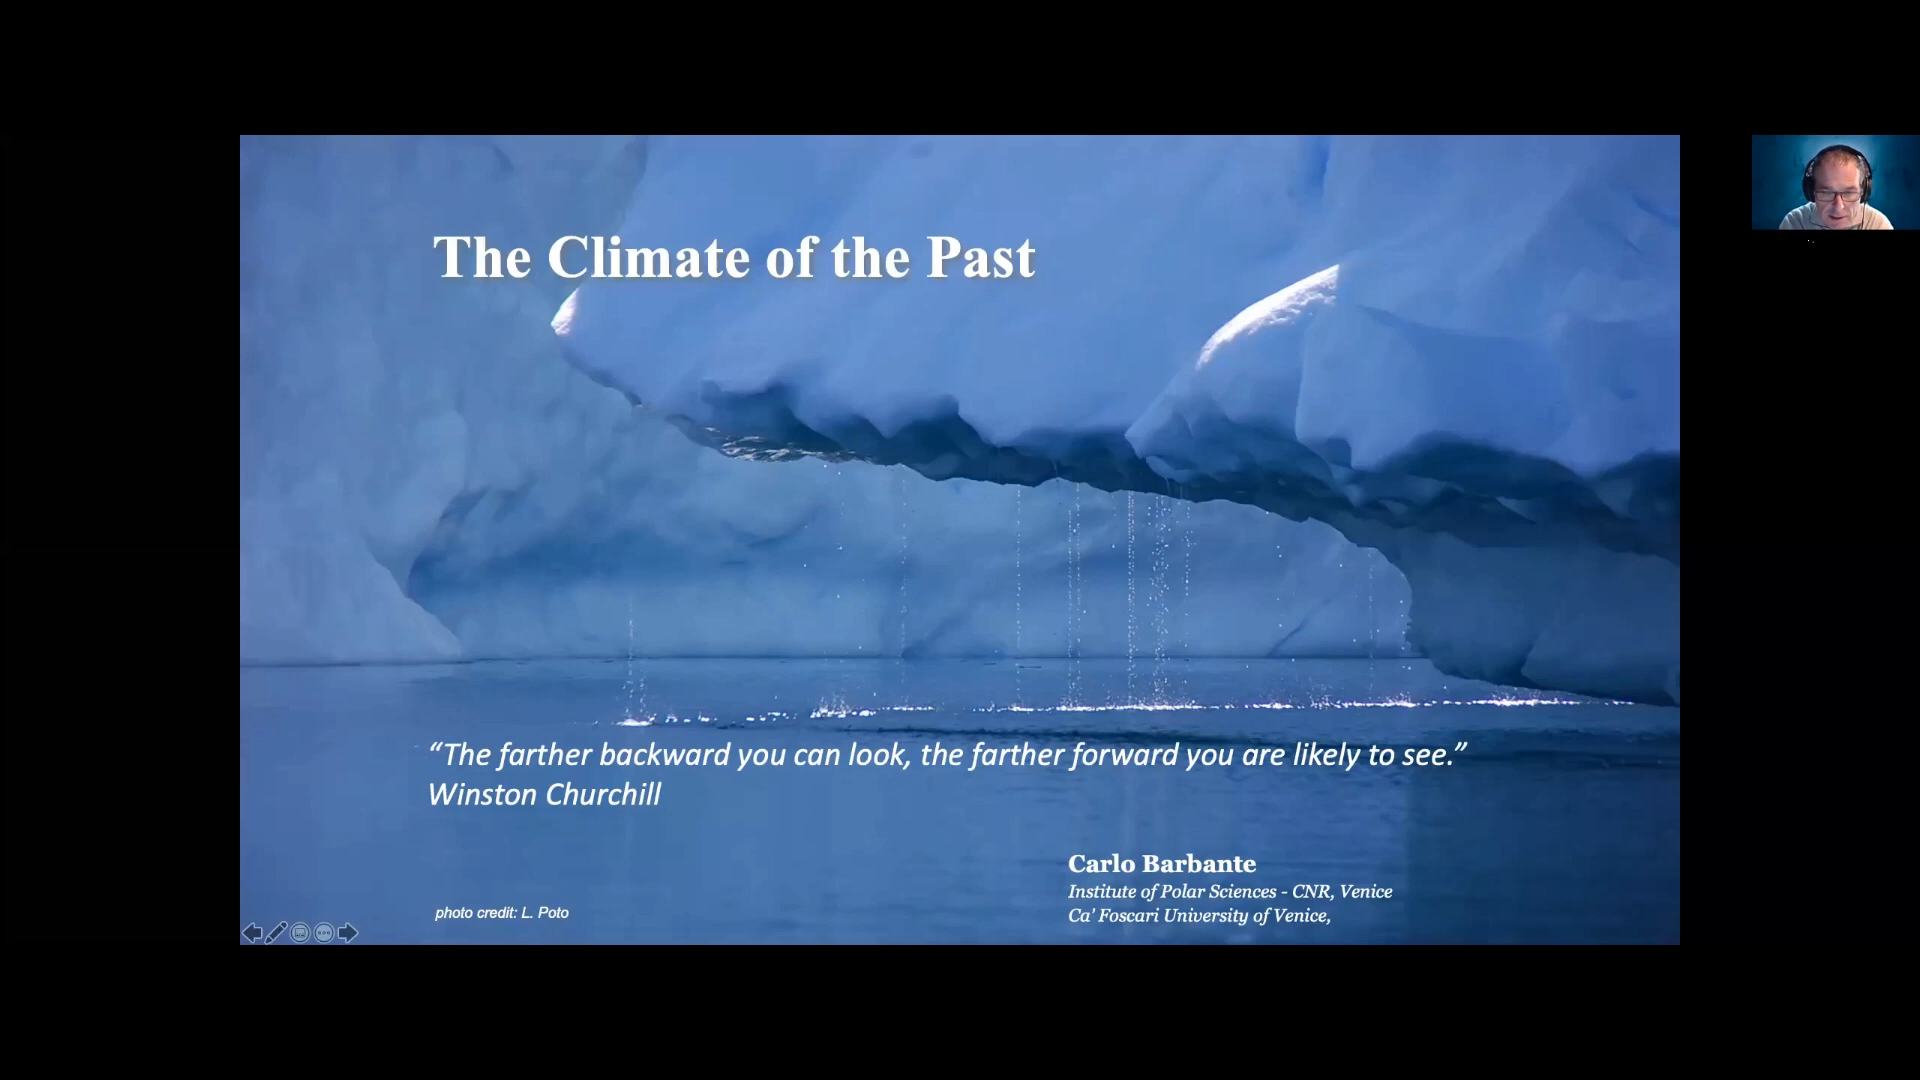 The Climate of the Past
“The farther backward you can look, the farther forward you are likely to see.”
Winston Churchill
Carlo Barbante
Institute of Polar Sciences - CNR, Venice
Ca' Foscari University of Venice,
photo credit: L. Poto